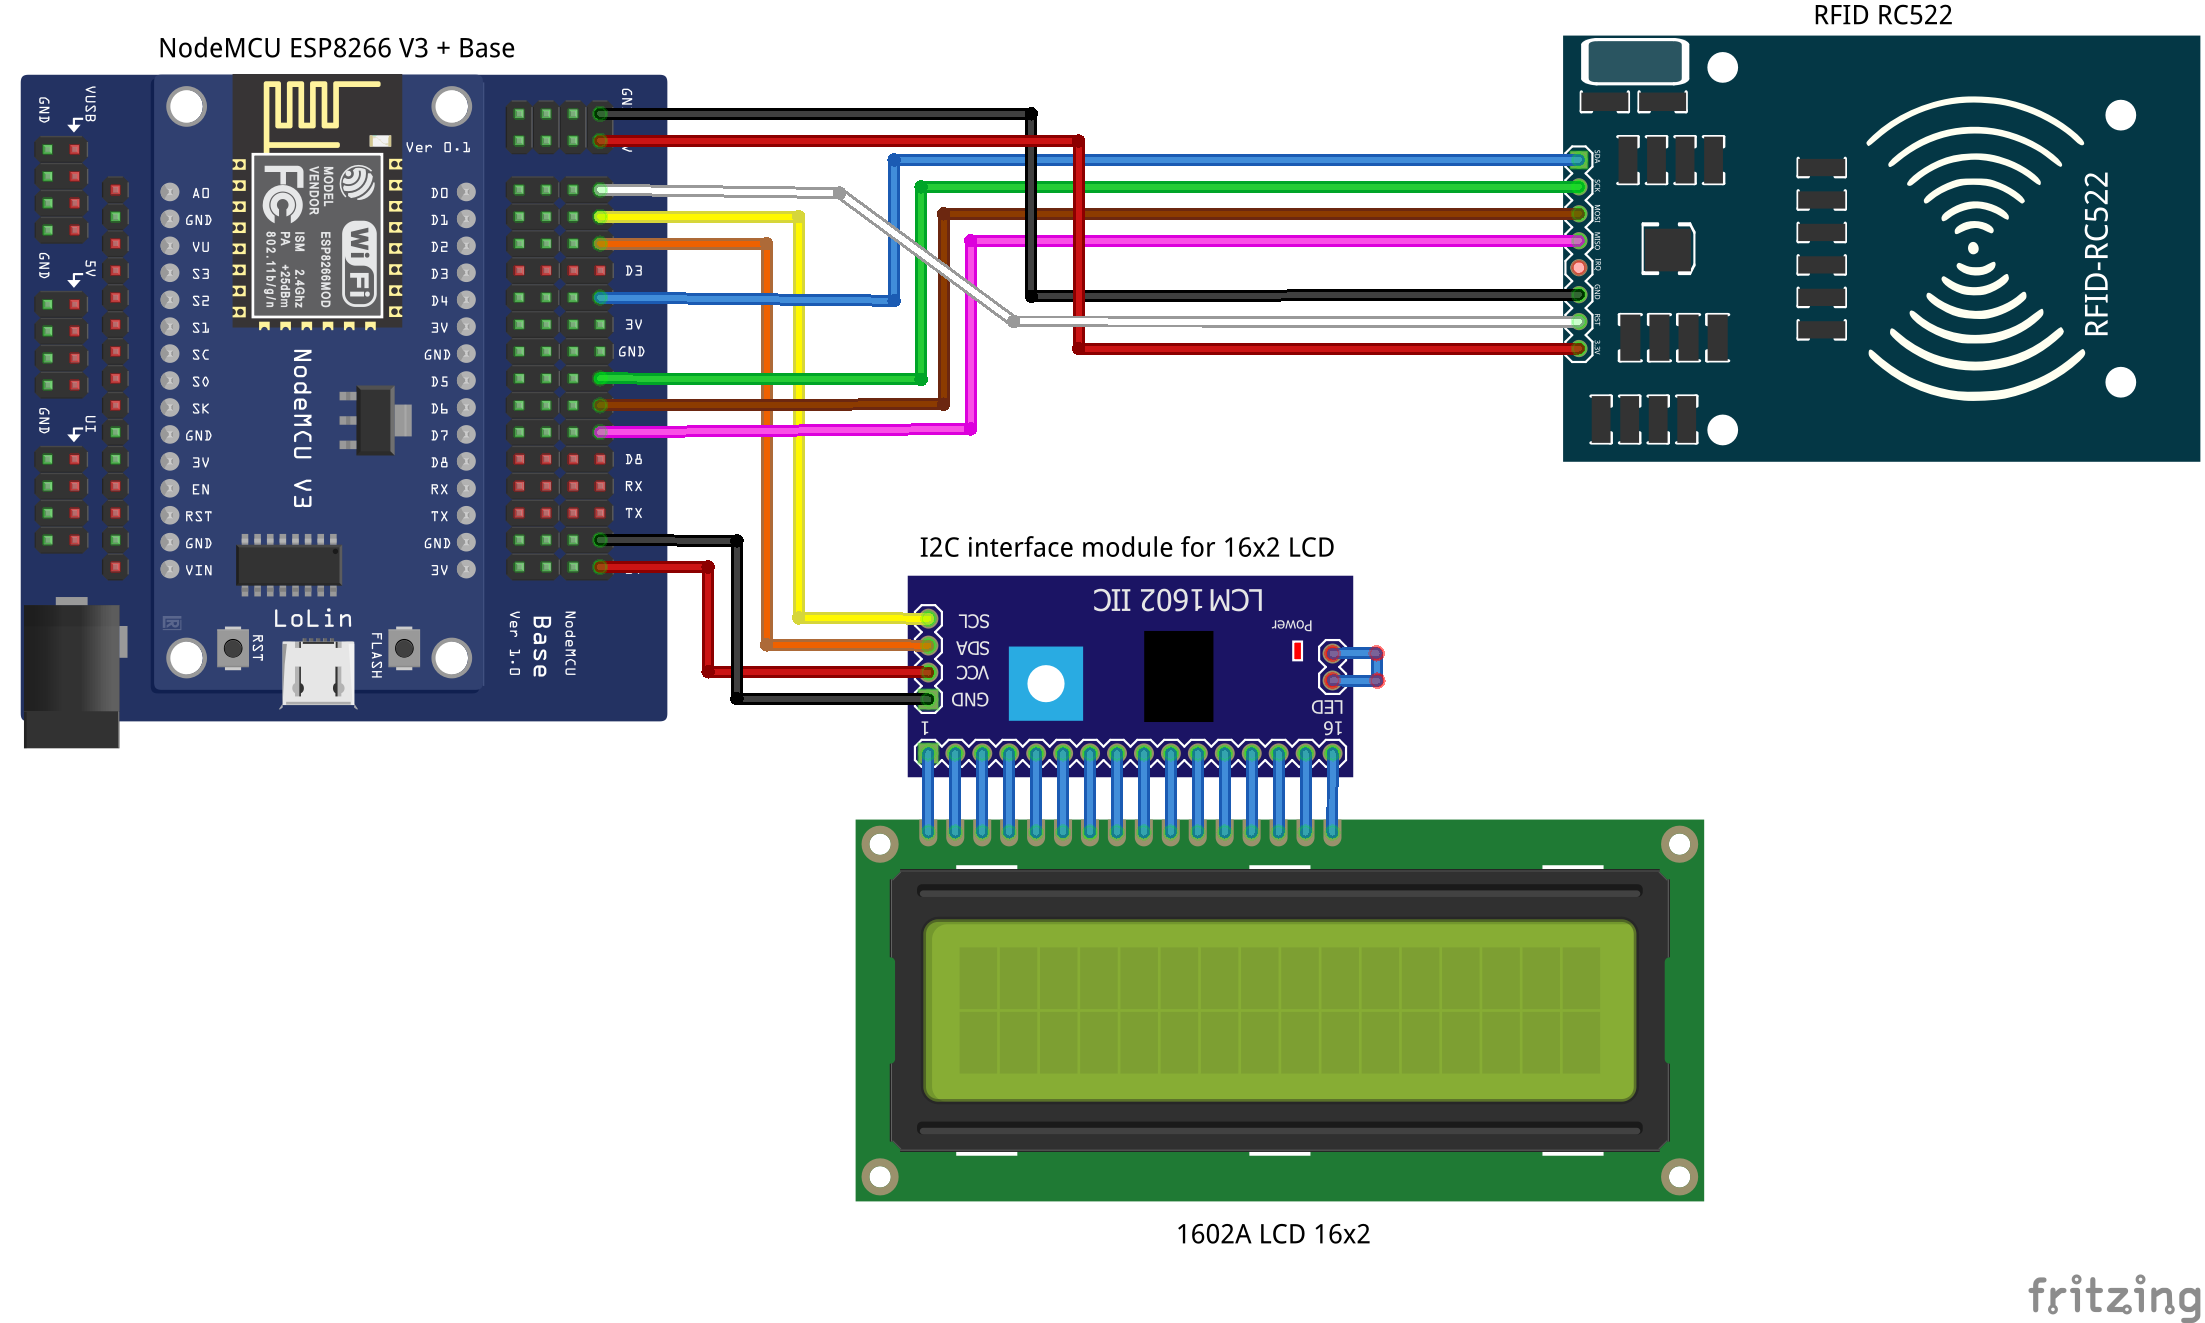 RFID RC522
NodeMCU ESP8266 V3 + Base
GND
VUSB
GND
5V
GND
UI
Ver 0.1
MODEL
VENDOR
ISM 2.4GHz
PA +25dBm
802.11b/g/n
ESP8266MOD
FC
WiFi
A0
GND
VU
S3
S2
S1
SC
S0
SK
GND
3V
EN
RST
GND
VIN
D0
D1
D2
D3
D4
3V
GND
D5
D6
D7
D8
RX
TX
GND
3V
NodeMCU V3
LoLin
RST
FLASH
GN
V
D3
3V
GND
D8
RX
TX
NodeMCU
Base
Ver 1.0
SDA
SCK
MOSI
MISO
IRQ
GND
RST
3.3V
RFID-RC522
I2C interface module for 16x2 LCD
LCM1602 IIC
SCL
SDA
VCC
GND
Power
LED
1
16
1602A LCD 16x2
fritzing